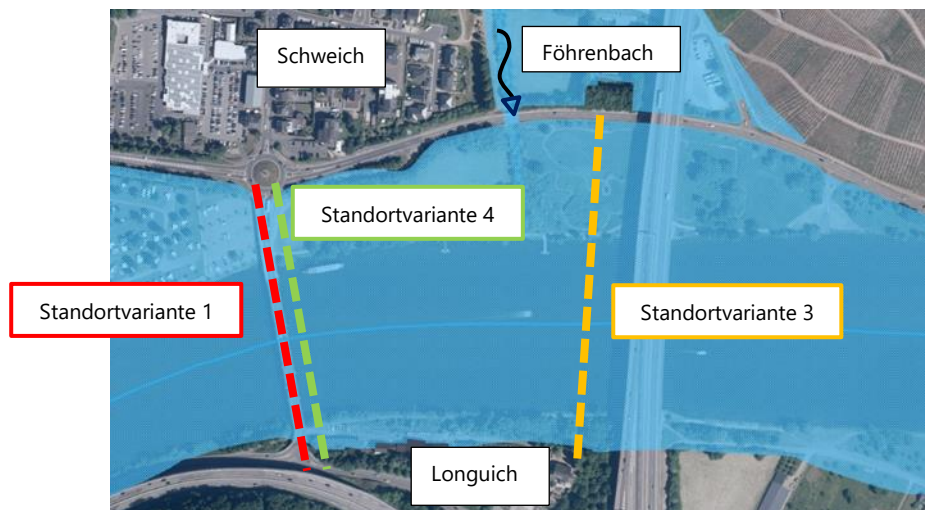 Schweich
Föhrenbach
Standortvariante 4
Standortvariante 1
Standortvariante 3
Longuich